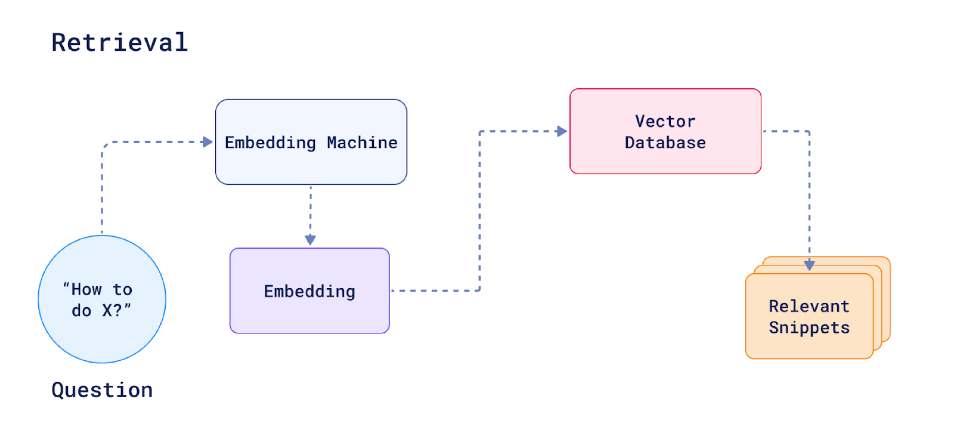 Retrieval
Embedding Machine
Vector
Database
“How to
do X?”
Embedding
Relevant
Snippets
Question